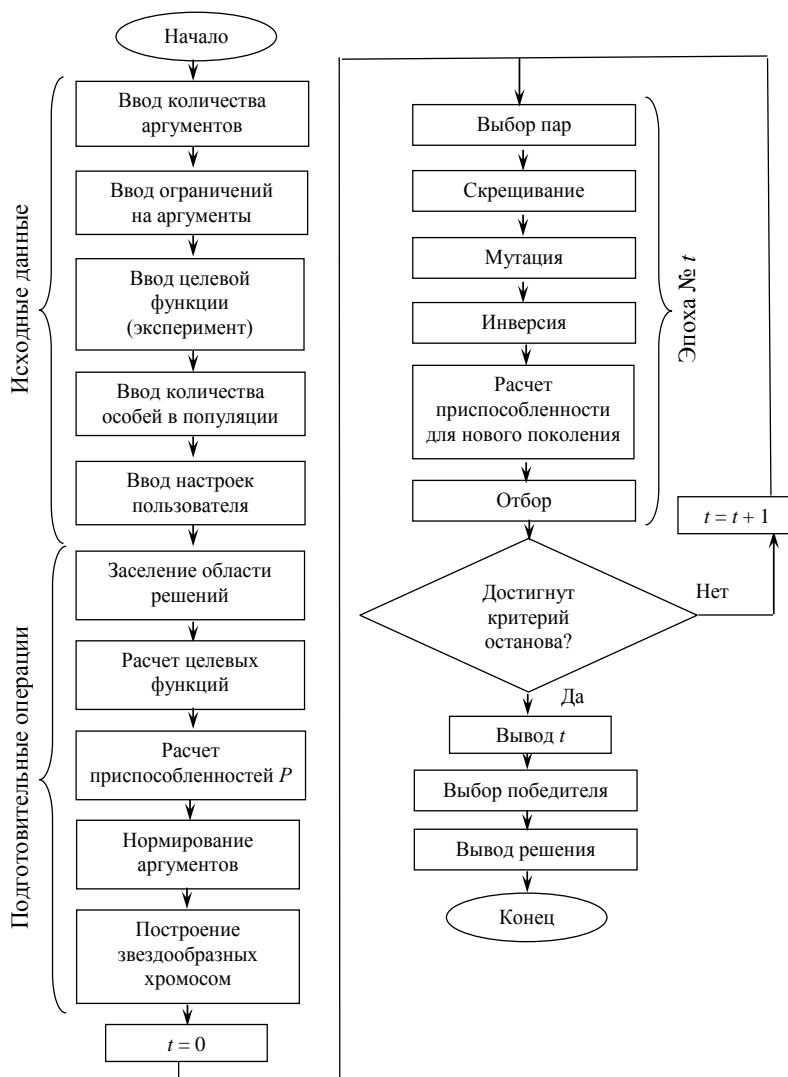 Начало
Исходные данные
Ввод количества
аргументов
Ввод ограничений
на аргументы
Ввод целевой
функции
(эксперимент)
Ввод количества
особей в популяции
Ввод настроек
пользователя
Подготовительные операции
Заселение области
решений
Расчет целевых
функций
Расчет
приспособленностей P
Нормирование
аргументов
Построение
звездообразных
хромосом
t = 0
Выбор пар
Скрещивание
Мутация
Инверсия
Расчет
приспособленности
для нового поколения
Отбор
Эпоха № t
t = t + 1
Достигнут
критерий
останова?
Нет
Да
Вывод t
Выбор победителя
Вывод решения
Конец